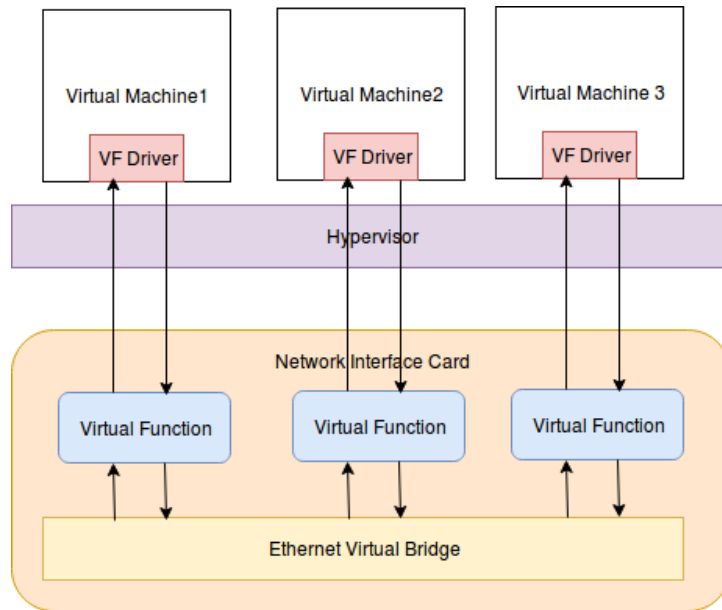 Virtual Machine1
Virtual Machine2
Virtual Machine 3
VF Driver
VF Driver
VF Driver
Hypervisor
Network Interface Card
Virtual Function
Virtual Function
Virtual Function
Ethernet Virtual Bridge